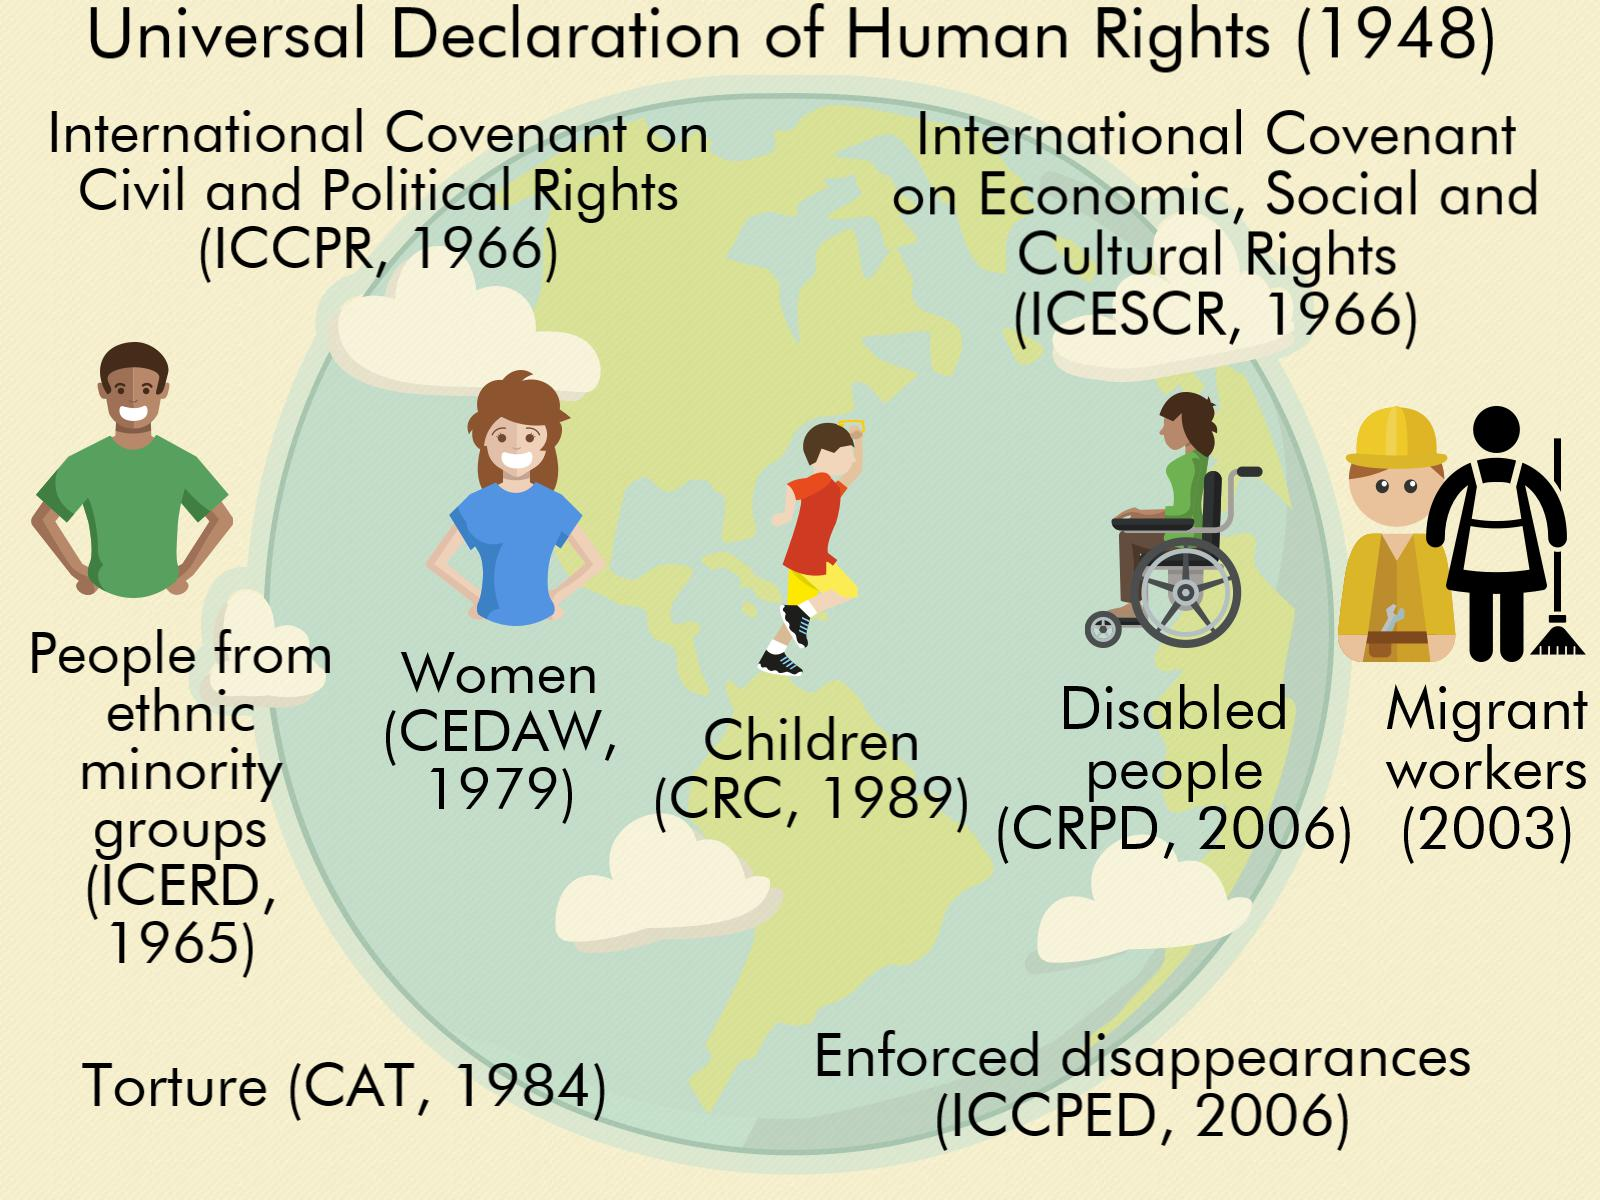 Universal Declaration of Human Rights (1948)
International Covenant on
Civil and Political Rights
(ICCPR, 1966)
International Covenant
on Economic, Social and
Cultural Rights
(ICESCR, 1966)
People from
ethnic
minority
groups
(ICERD,
1965)
Women
(CEDAW,
1979)
Children
(CRC, 1989)
Disabled
people
(CRPD, 2006)
Migrant
workers
(2003)
Torture (CAT, 1984)
Enforced disappearances
(ICCPED, 2006)